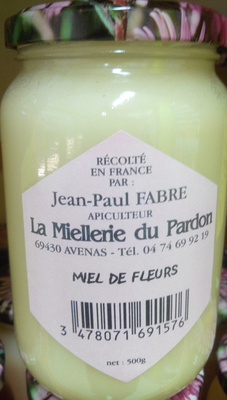 RÉCOLTÉ
EN FRANCE
PAR :
Jean-Paul FABRE
APICULTEUR
La Miellerie du Pardon
69430 AVENAS - Tél. 04 74 69 92 19
MIEL DE FLEURS
3 478071 691576
net : 500g